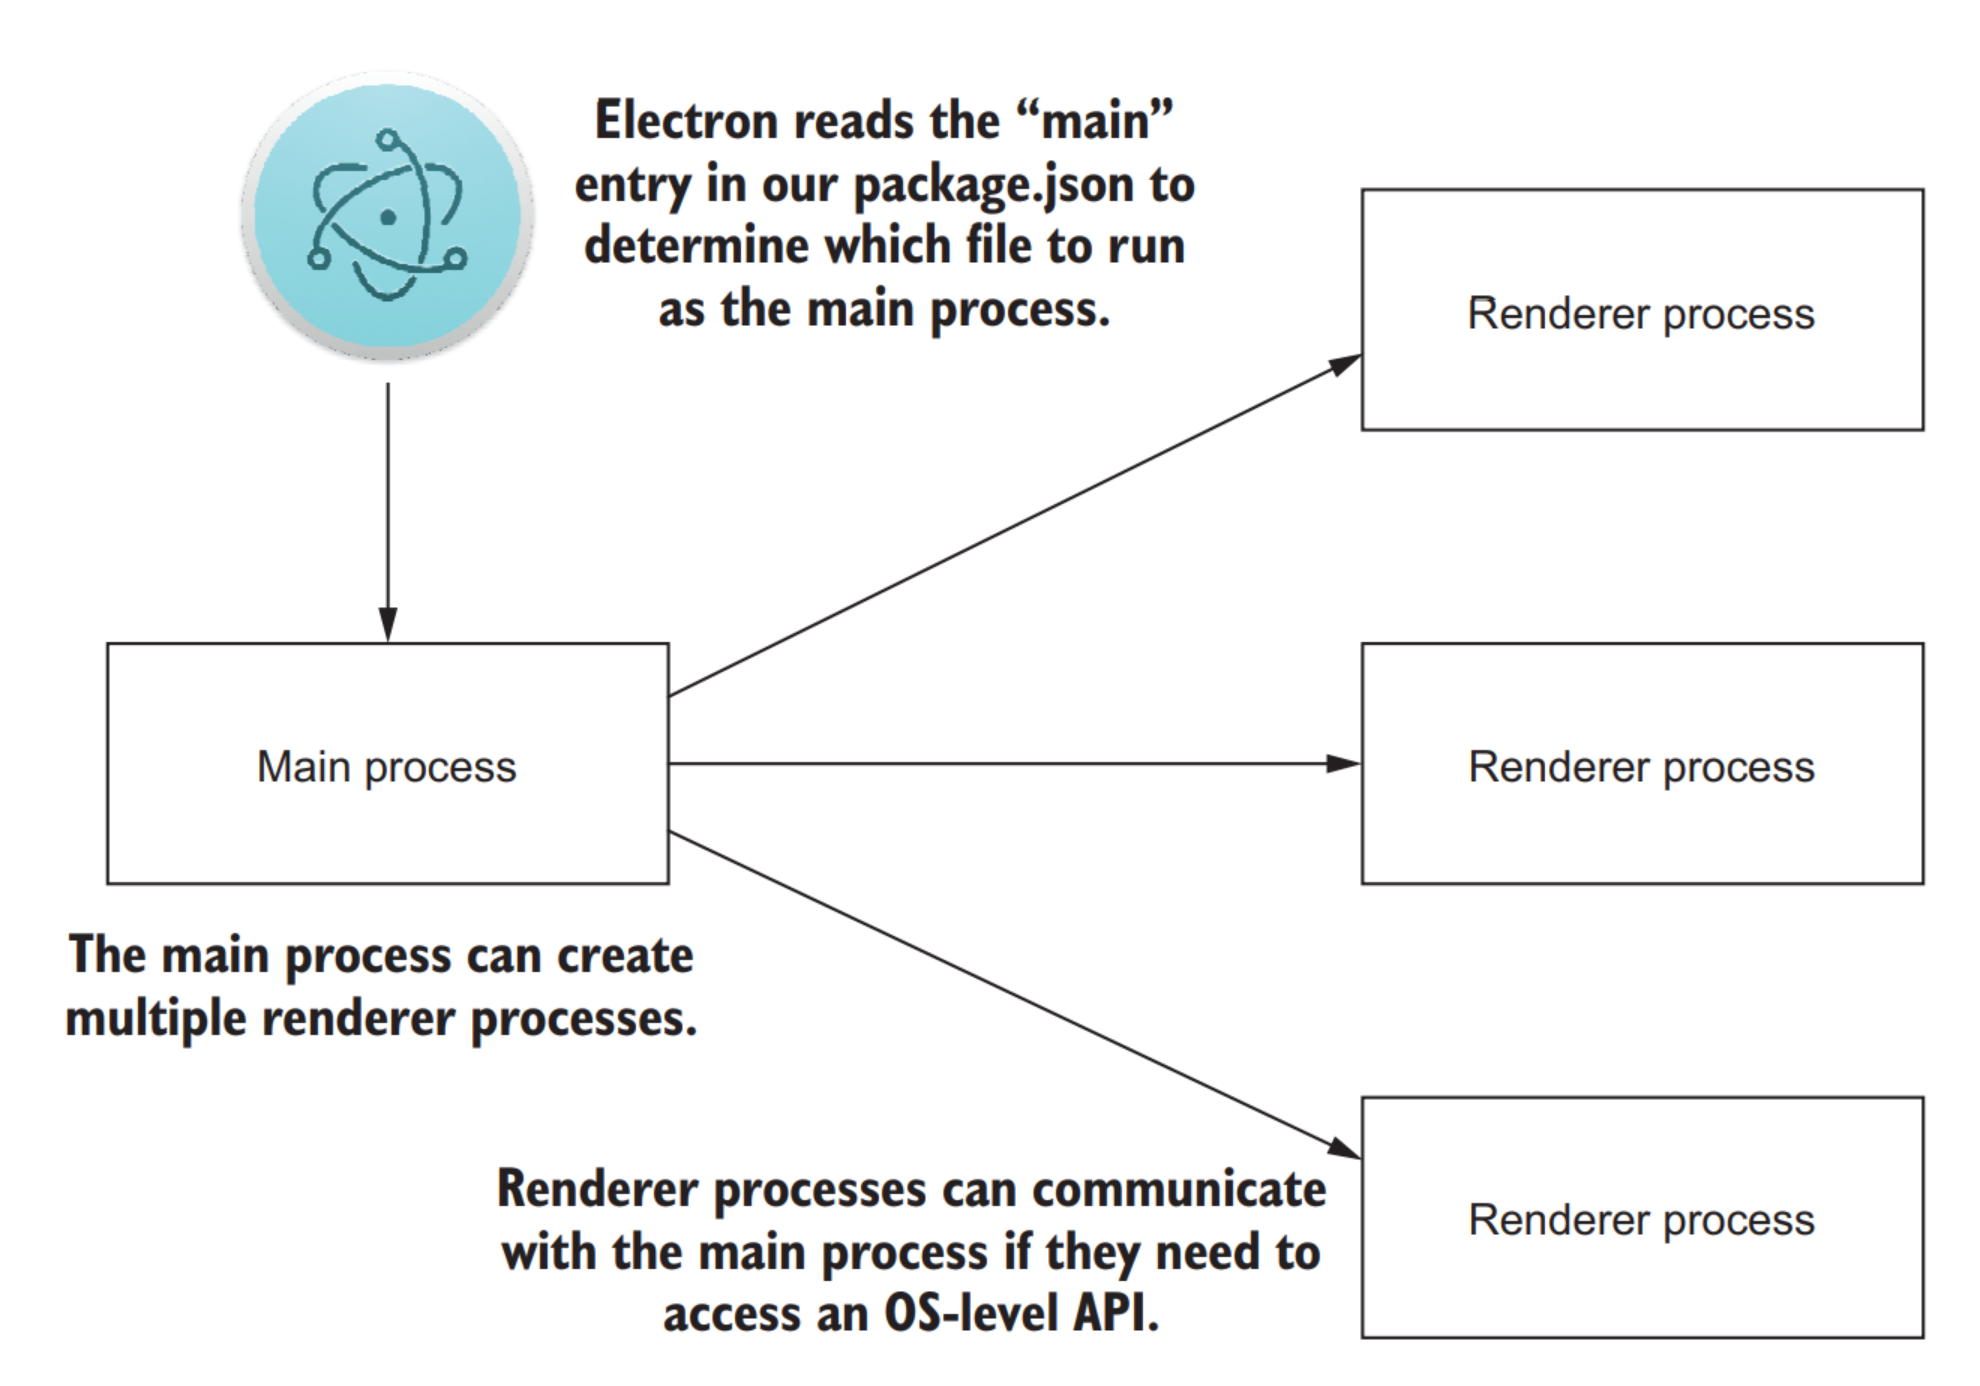 Electron reads the “main”
entry in our package.json to
determine which file to run
as the main process.
Renderer process
Main process
Renderer process
The main process can create
multiple renderer processes.
Renderer processes can communicate
with the main process if they need to
access an OS-level API.
Renderer process